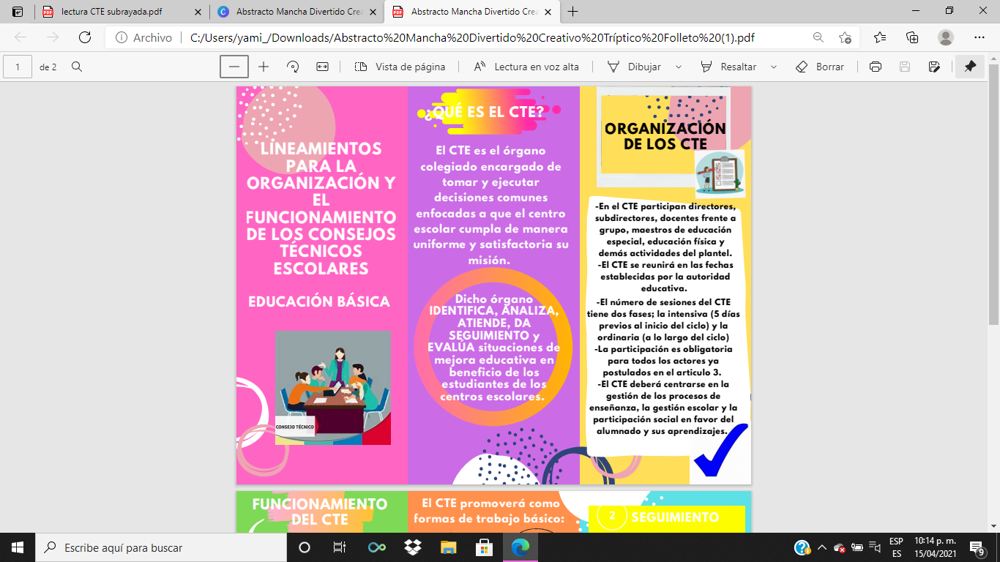 lectura CTE subrayada.pdf
Abstracto Mancha Divertido Crea
Abstracto Mancha Divertido Crea
Archivo
C:/Users/yami_/Downloads/Abstracto%20Mancha%20Divertido%20Creativo%20Tríptico%20Folleto%20(1).pdf
1
de 2
Vista de página
Lectura en voz alta
Dibujar
Resaltar
Borrar
LINEAMIENTOS
PARA LA
ORGANIZACIÓN Y
EL
FUNCIONAMIENTO
DE LOS CONSEJOS
TÉCNICOS
ESCOLARES
EDUCACIÓN BÁSICA
CONSEJO TÉCNICO
¿QUÉ ES EL CTE?
El CTE es el órgano
colegiado encargado de
tomar y ejecutar
decisiones comunes
enfocadas a que el centro
escolar cumpla de manera
uniforme y satisfactoria su
misión.
Dicho órgano
IDENTIFICA, ANALIZA,
ATIENDE, DA
SEGUIMIENTO y
EVALÚA situaciones de
mejora educativa en
beneficio de los
estudiantes de los
centros escolares.
ORGANIZACIÓN
DE LOS CTE
-En el CTE participan directores,
subdirectores, docentes frente a
grupo, maestros de educación
especial, educación física y
demás actividades del plantel.
-El CTE se reunirá en las fechas
establecidas por la autoridad
educativa.
-El número de sesiones del CTE
tiene dos fases; la intensiva (5 días
previos al inicio del ciclo) y la
ordinaria (a lo largo del ciclo)
-La participación es obligatoria
para todos los actores ya
postulados en el articulo 3.
-El CTE deberá centrarse en la
gestión de los procesos de
enseñanza, la gestión escolar y la
participación social en favor del
alumnado y sus aprendizajes.
FUNCIONAMIENTO
DEL CTE
El CTE promoverá como
formas de trabajo básico:
2 SEGUIMIENTO
Escribe aquí para buscar
ESP
ES
10:14 p. m.
15/04/2021
9